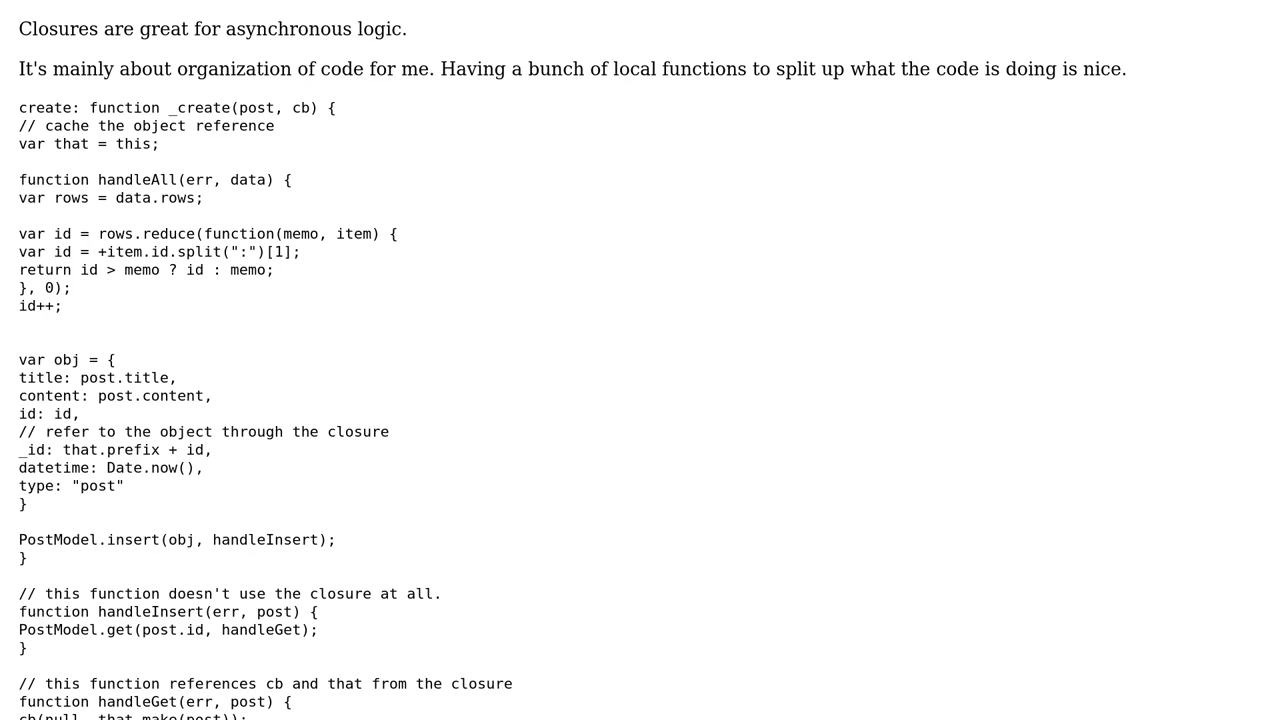 Closures are great for asynchronous logic.
It's mainly about organization of code for me. Having a bunch of local functions to split up what the code is doing is nice.
create: function _create(post, cb) {
// cache the object reference
var that = this;
function handleAll(err, data) {
var rows = data.rows;
var id = rows.reduce(function(memo, item) {
var id = +item.id.split(":")[1];
return id > memo ? id : memo;
}, 0);
id++;
var obj = {
title: post.title,
content: post.content,
id: id,
// refer to the object through the closure
_id: that.prefix + id,
datetime: Date.now(),
type: "post"
}
PostModel.insert(obj, handleInsert);
}
// this function doesn't use the closure at all.
function handleInsert(err, post) {
PostModel.get(post.id, handleGet);
}
// this function references cb and that from the closure
function handleGet(err, post) {
cb(null, that.make(post));